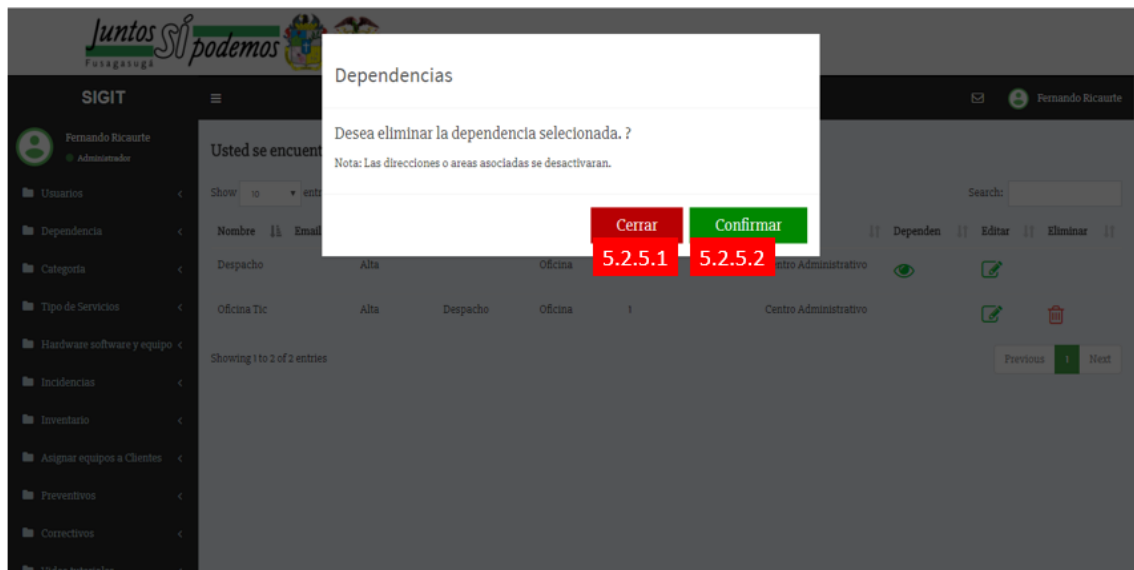 Juntos SÍ podemos
Fusagasugá
SIGIT
Fernando Ricaurte
Fernando Ricaurte
Administrador
Usuarios
Dependencia
Categoría
Tipo de Servicios
Hardware software y equipo
Incidencias
Inventario
Asignar equipos a Clientes
Preventivos
Correctivos
Dependencias
Desea eliminar la dependencia selecionada. ?
Nota: Las direcciones o areas asociadas se desactivaran.
Cerrar Confirmar
5.2.5.1 5.2.5.2
Usted se encuent
Show 10 entr Search:
Nombre Email Dependen Editar Eliminar
Despacho Alta Oficina Centro Administrativo
Oficina Tic Alta Despacho Oficina 1 Centro Administrativo
Showing 1 to 2 of 2 entries
Previous 1 Next